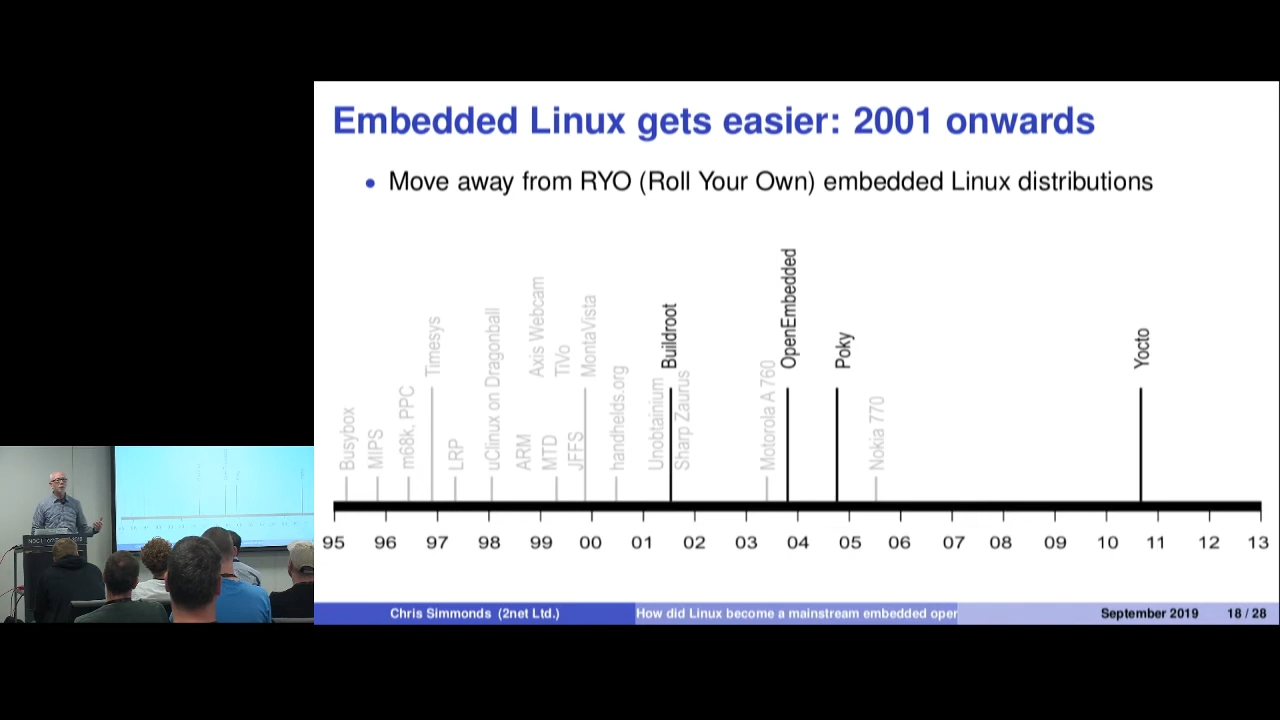 Embedded Linux gets easier: 2001 onwards
• Move away from RYO (Roll Your Own) embedded Linux distributions
Busybox
MIPS
m68k, PPC
Timesys
LRP
uClinux on Dragonball
ARM
Axis Webcam
MTD
TiVo
JFFS
MontaVista
handhelds.org
Unobtainium
Buildroot
Sharp Zaurus
Motorola A 760
OpenEmbedded
Poky
Nokia 770
Yocto
95 96 97 98 99 00 01 02 03 04 05 06 07 08 09 10 11 12 13
Chris Simmonds (2net Ltd.) How did Linux become a mainstream embedded oper September 2019 18 / 28